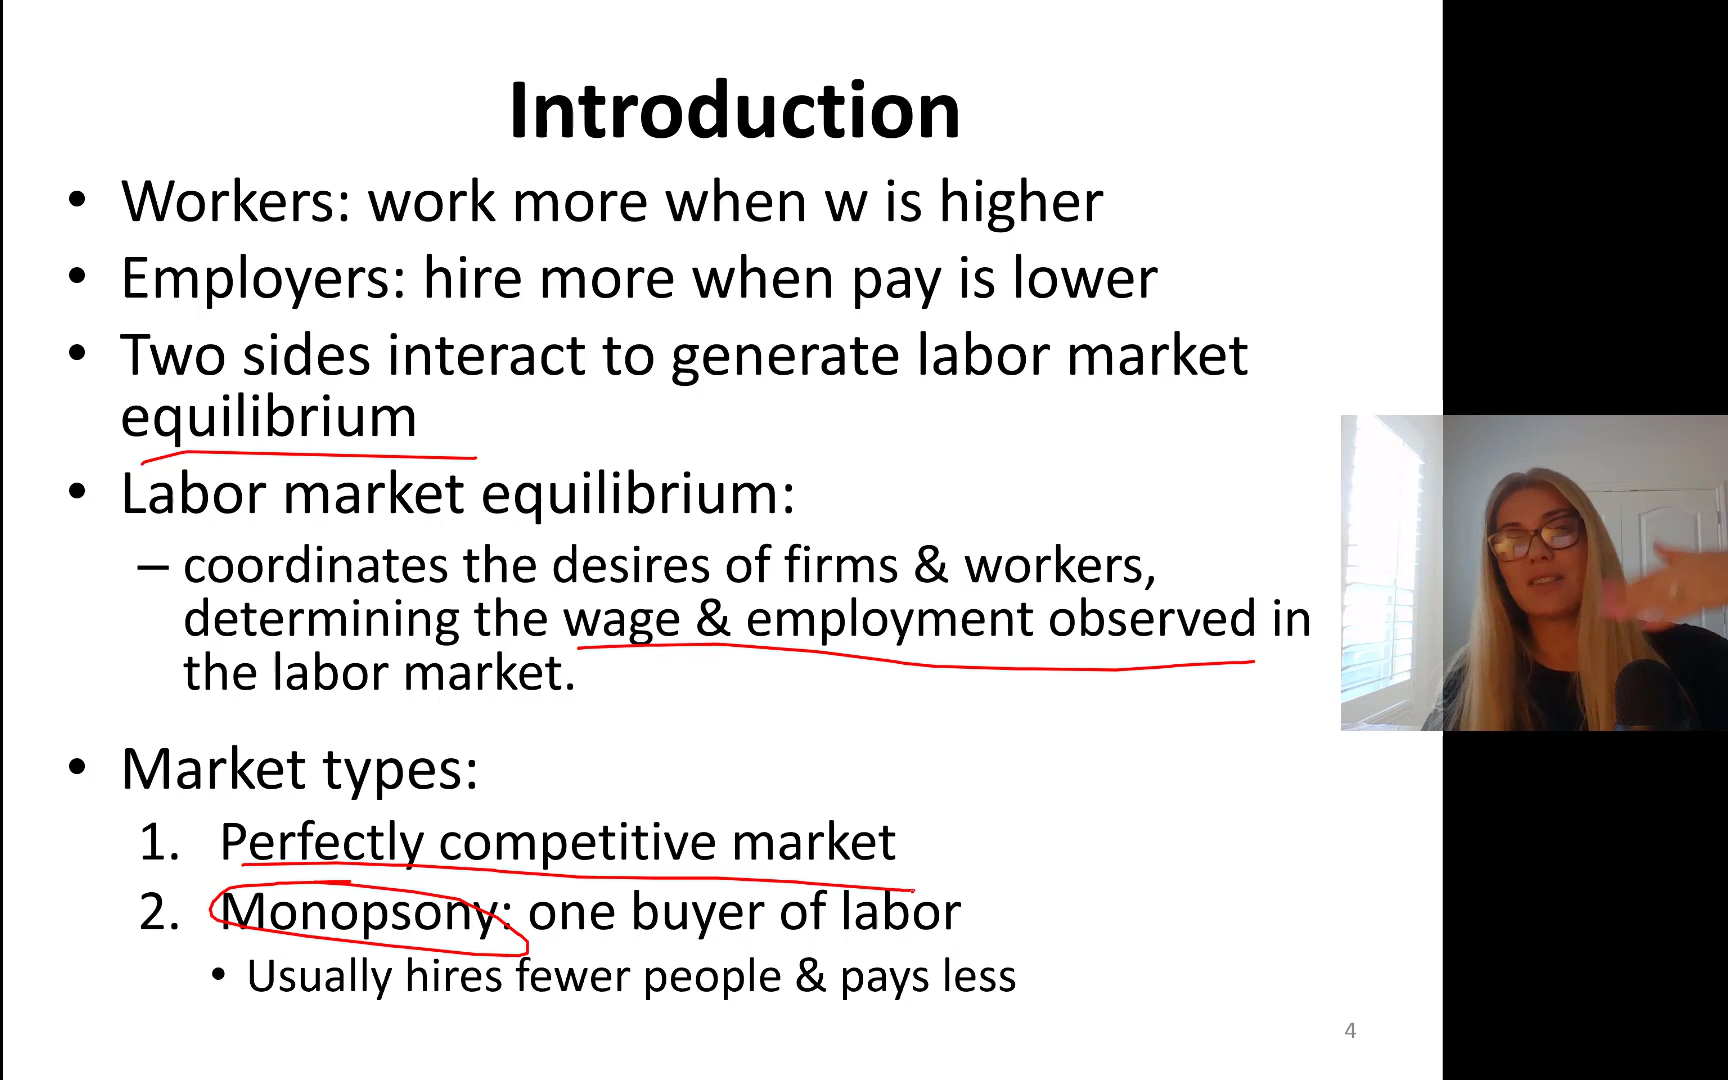 Introduction
• Workers: work more when w is higher
• Employers: hire more when pay is lower
• Two sides interact to generate labor market
equilibrium
• Labor market equilibrium:
– coordinates the desires of firms & workers,
determining the wage & employment observed in
the labor market.
• Market types:
1. Perfectly competitive market
2. Monopsony: one buyer of labor
• Usually hires fewer people & pays less
4